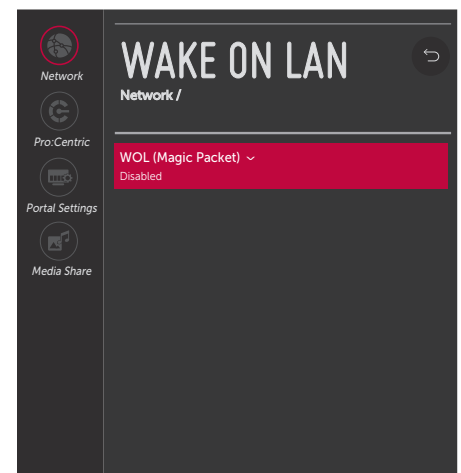 Network
Pro:Centric
Portal Settings
Media Share
WAKE ON LAN
Network /
WOL (Magic Packet)
Disabled